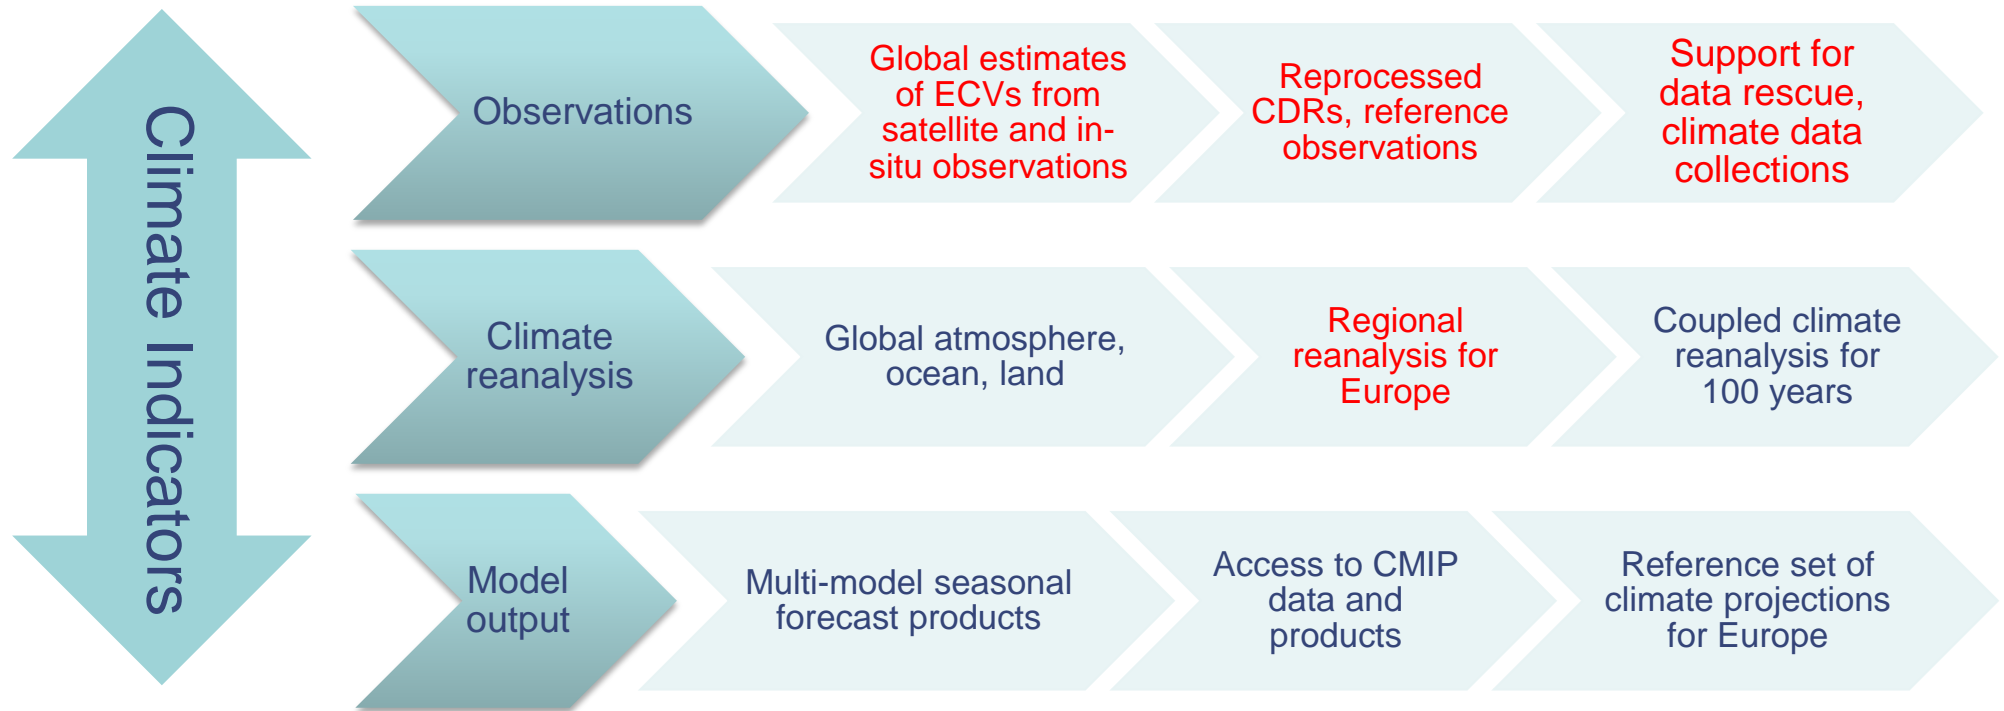 Climate Indicators
Observations
Global estimates
of ECVs from
satellite and in-
situ observations
Reprocessed
CDRs, reference
observations
Support for
data rescue,
climate data
collections
Climate
reanalysis
Global atmosphere,
ocean, land
Regional
reanalysis for
Europe
Coupled climate
reanalysis for
100 years
Model
output
Multi-model seasonal
forecast products
Access to CMIP
data and
products
Reference set of
climate projections
for Europe